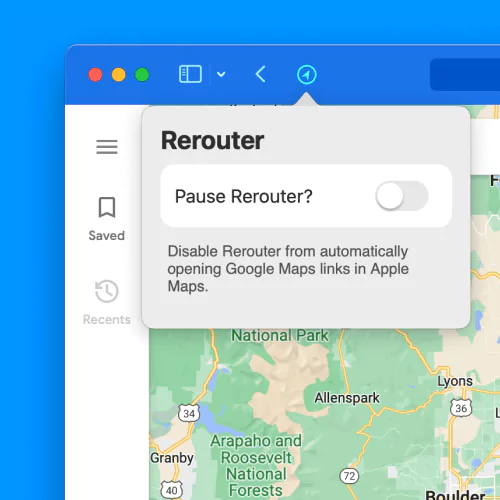 Rerouter
Pause Rerouter?
Disable Rerouter from automatically
opening Google Maps links in Apple
Maps.
Saved
Recents
National Park
Allenspark
Lyons
34
36
Arapaho and
Roosevelt
National
Forests
Granby
72
40
Boulder